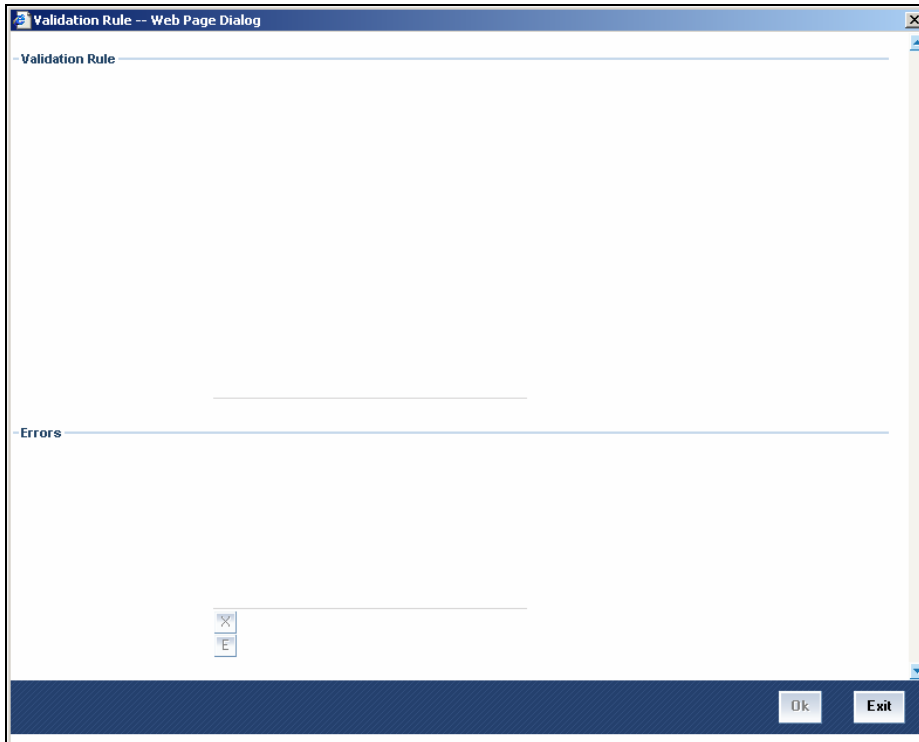 Validation Rule -- Web Page Dialog
Validation Rule
Errors
X
E
Ok
Exit